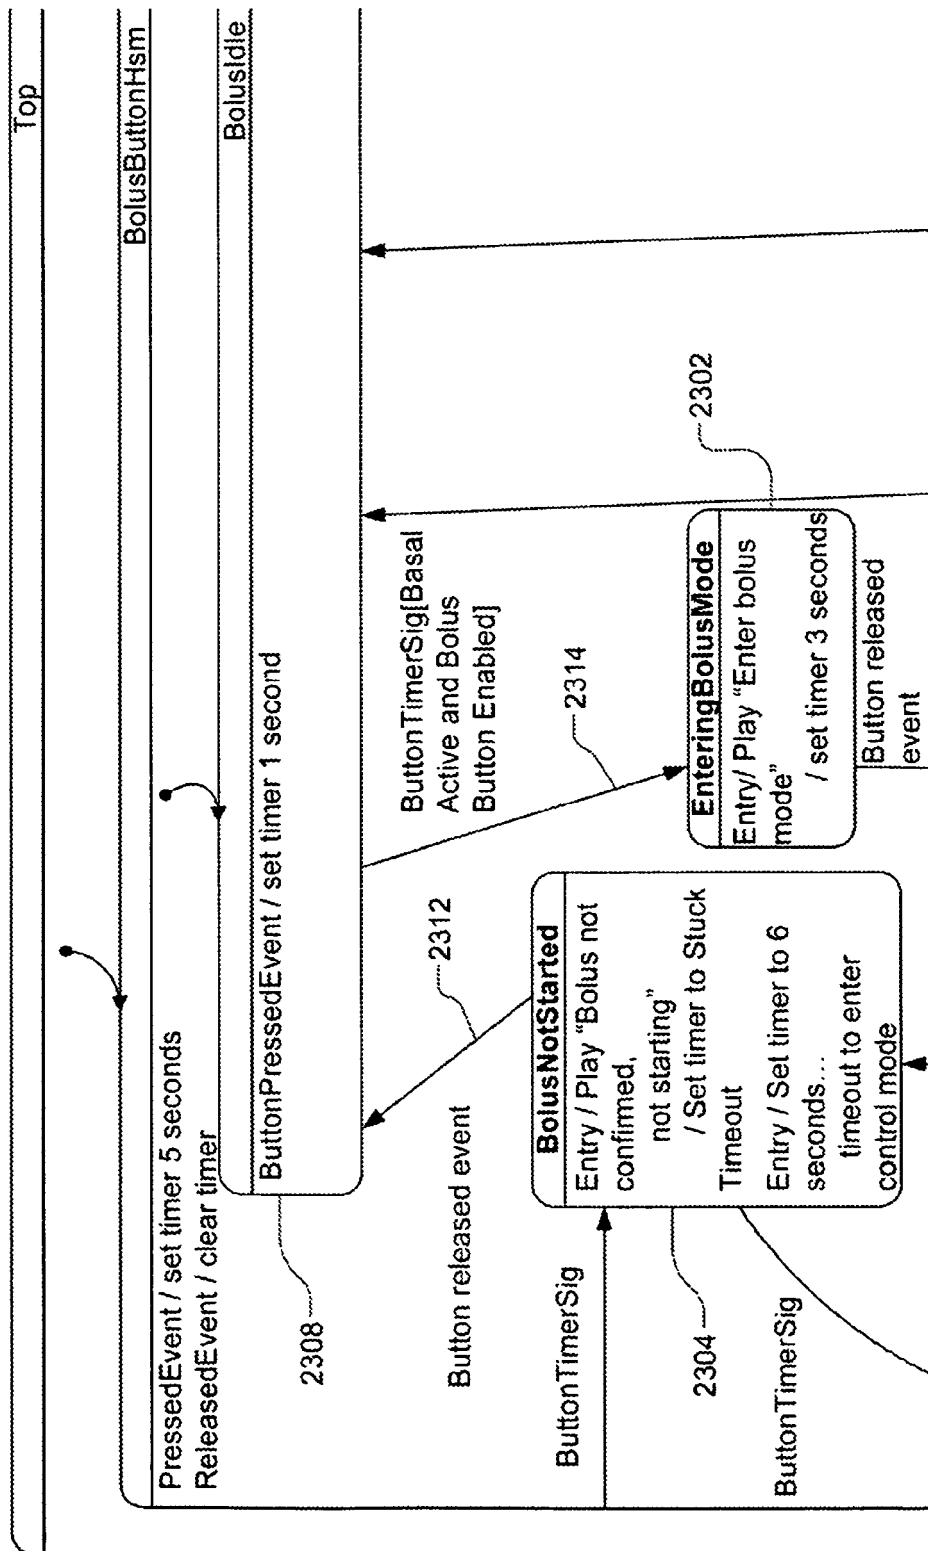 Top
BolusButtonHsm
PressedEvent / set timer 5 seconds
ReleasedEvent / clear timer
BolusIdle
ButtonPressedEvent / set timer 1 second
2308
Button released event
2312
ButtonTimerSig[Basal
Active and Bolus
Button Enabled]
2314
ButtonTimerSig
BolusNotStarted
Entry / Play “Bolus not
confirmed,
not starting”
/ Set timer to Stuck
Timeout
Entry / Set timer to 6
seconds...
timeout to enter
control mode
2304
ButtonTimerSig
EnteringBolusMode
Entry/ Play “Enter bolus
mode”
/ set timer 3 seconds
2302
Button released
event